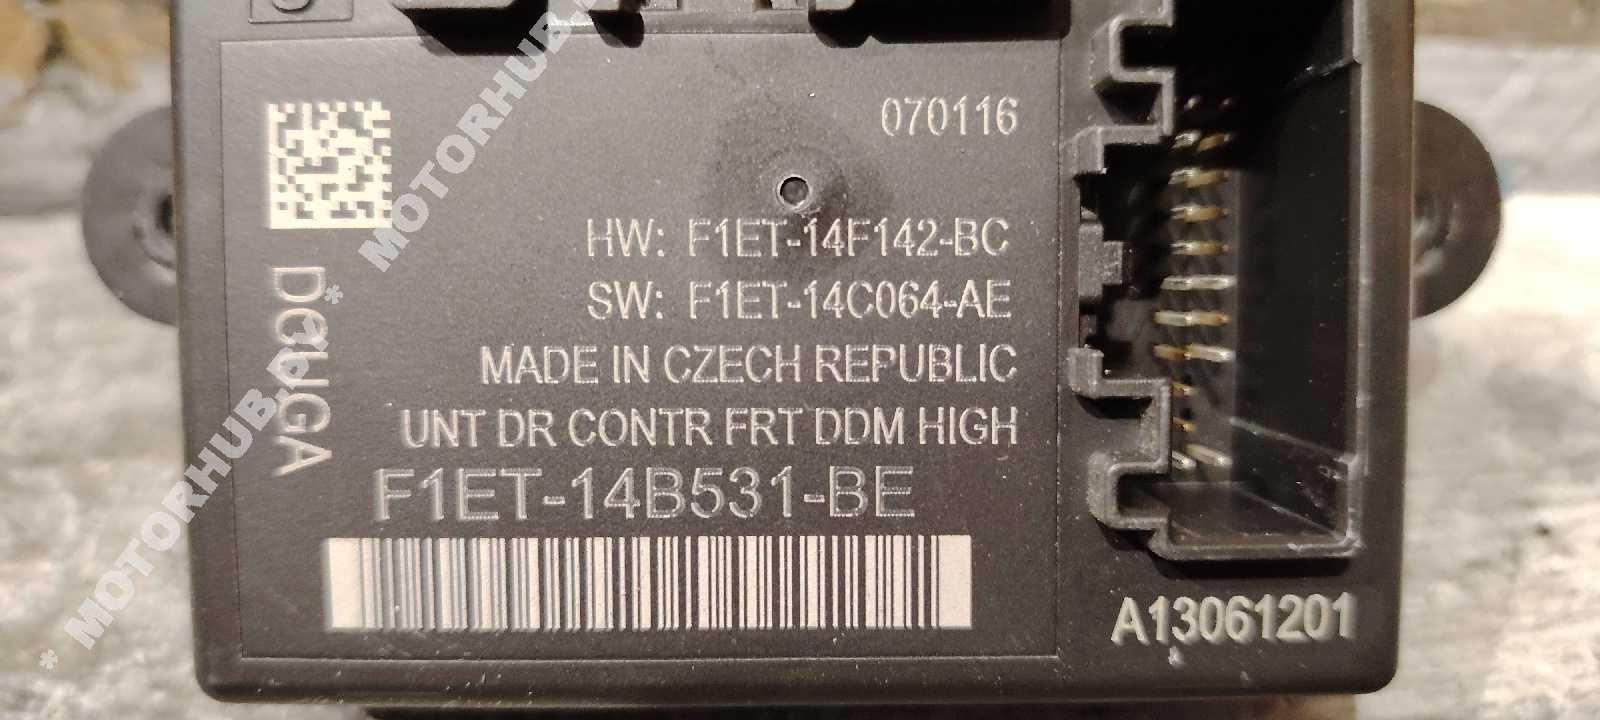 070116
HW: F1ET-14F142-BC
SW: F1ET-14C064-AE
MADE IN CZECH REPUBLIC
UNT DR CONTR FRT DDM HIGH
F1ET-14B531-BE
A13061201
* MOTORHUB.PL *
* MOTORHUB.